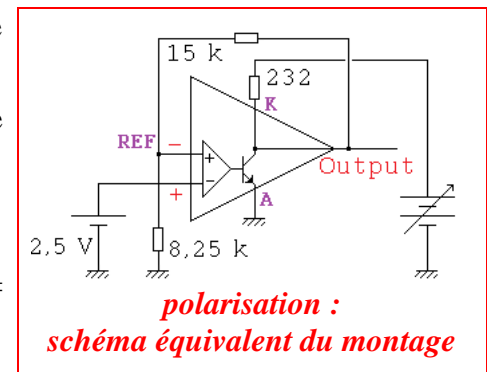 15 k
232
K
REF
−
+
−
+
Output
A
2,5 V
8,25 k
polarisation :
schéma équivalent du montage